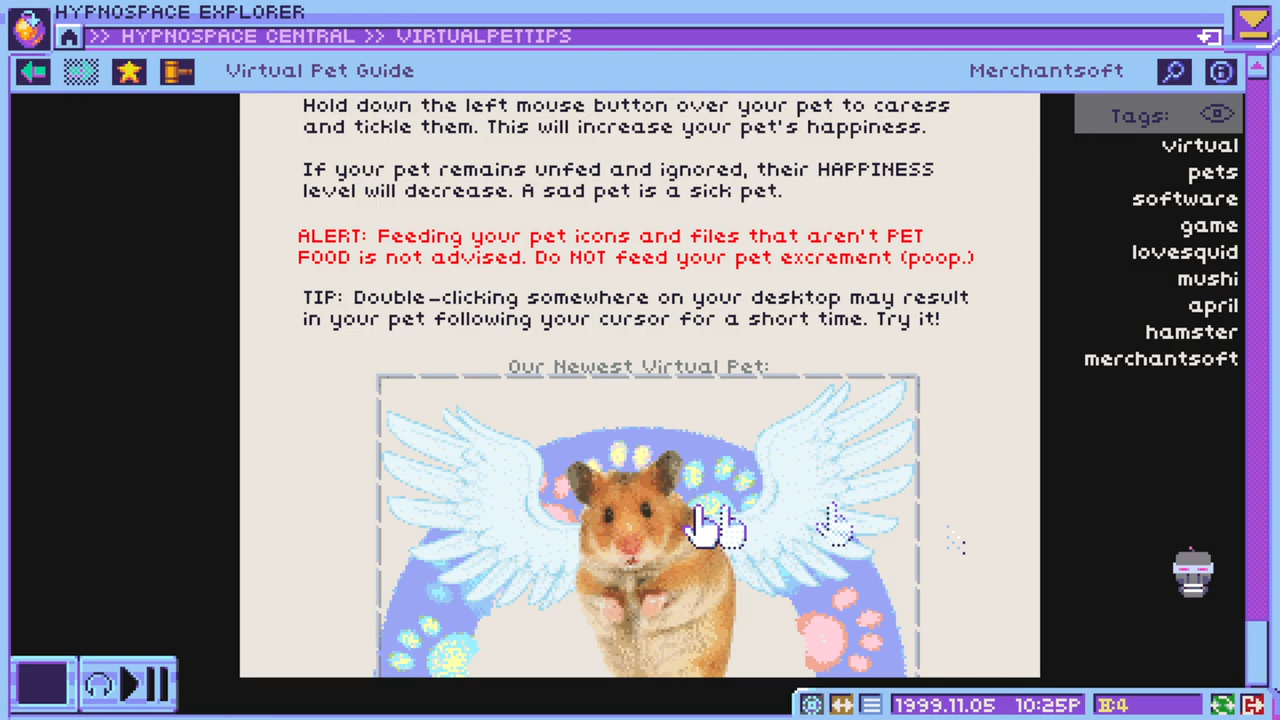 HYPNOSPACE EXPLORER
>> HYPNOSPACE CENTRAL >> VIRTUALPETTIPS
Virtual Pet Guide
Merchantsoft
Hold down the left mouse button over your pet to caress
and tickle them. This will increase your pet's happiness.
If your pet remains unfed and ignored, their HAPPINESS
level will decrease. A sad pet is a sick pet.
ALERT: Feeding your pet icons and files that aren't PET
FOOD is not advised. Do NOT feed your pet excrement (poop.)
TIP: Double-clicking somewhere on your desktop may result
in your pet following your cursor for a short time. Try it!
Our Newest Virtual Pet:
Tags:
virtual
pets
software
game
lovesquid
mushi
april
hamster
merchantsoft
1999.11.05 10:25P
:4